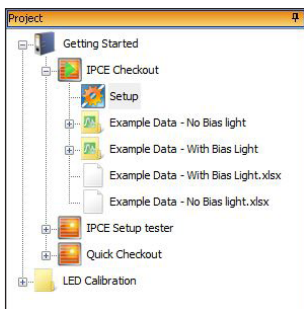 Project
Getting Started
IPCE Checkout
Setup
Example Data - No Bias light
Example Data - With Bias Light
Example Data - With Bias Light.xlsx
Example Data - No Bias light.xlsx
IPCE Setup tester
Quick Checkout
LED Calibration